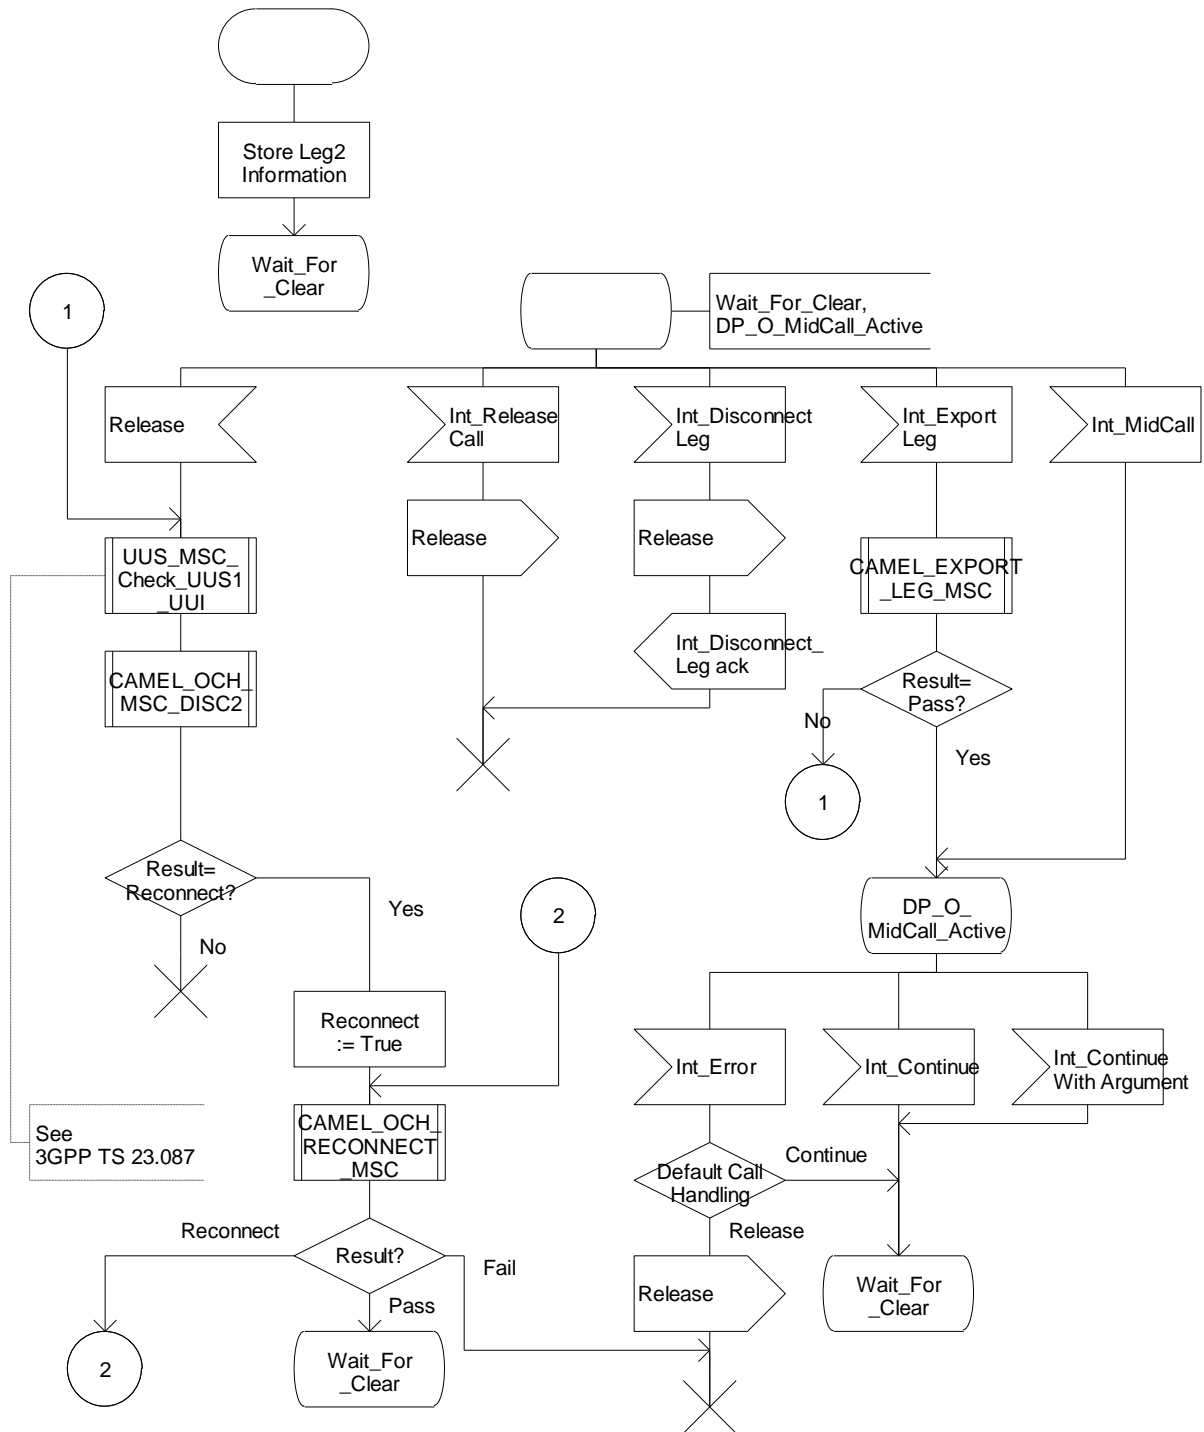 Store Leg2
Information
Wait_For
_Clear
1
Wait_For_Clear,
DP_O_MidCall_Active
Release
Int_Release
Call
Int_Disconnect
Leg
Int_Export
Leg
Int_MidCall
Release
Release
UUS_MSC_
Check_UUS1
_UUI
CAMEL_EXPORT
_LEG_MSC
Int_Disconnect_
Leg ack
CAMEL_OCH_
MSC_DISC2
Result=
Pass?
No
Yes
1
Result=
Reconnect?
Yes
No
2
DP_O_
MidCall_Active
Reconnect
:= True
Int_Error
Int_Continue
Int_Continue
With Argument
See
3GPP TS 23.087
CAMEL_OCH_
RECONNECT
_MSC
Default Call
Handling
Continue
Release
Reconnect
Result?
Fail
Pass
Release
Wait_For
_Clear
2
Wait_For
_Clear